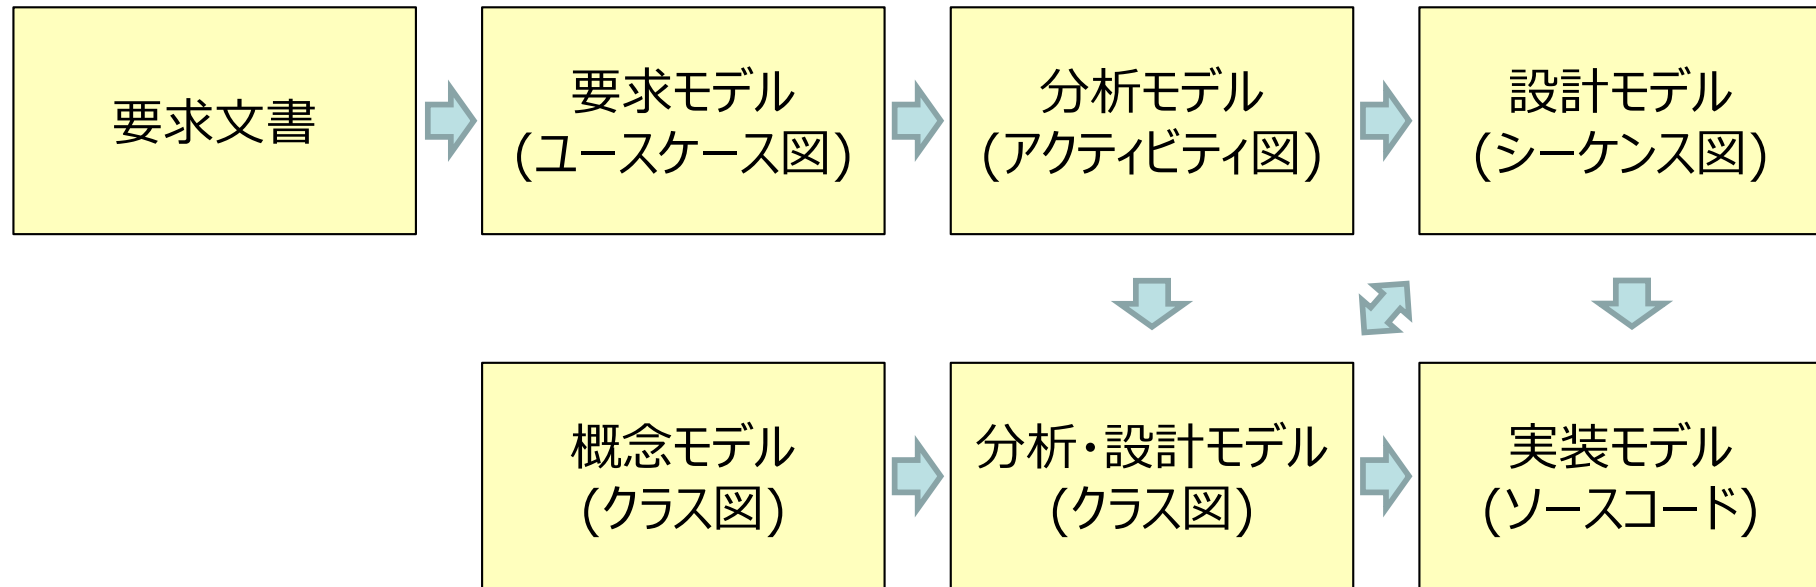 要求文書
要求モデル
(ユースケース図)
分析モデル
(アクティビティ図)
設計モデル
(シーケンス図)
概念モデル
(クラス図)
分析・設計モデル
(クラス図)
実装モデル
(ソースコード)